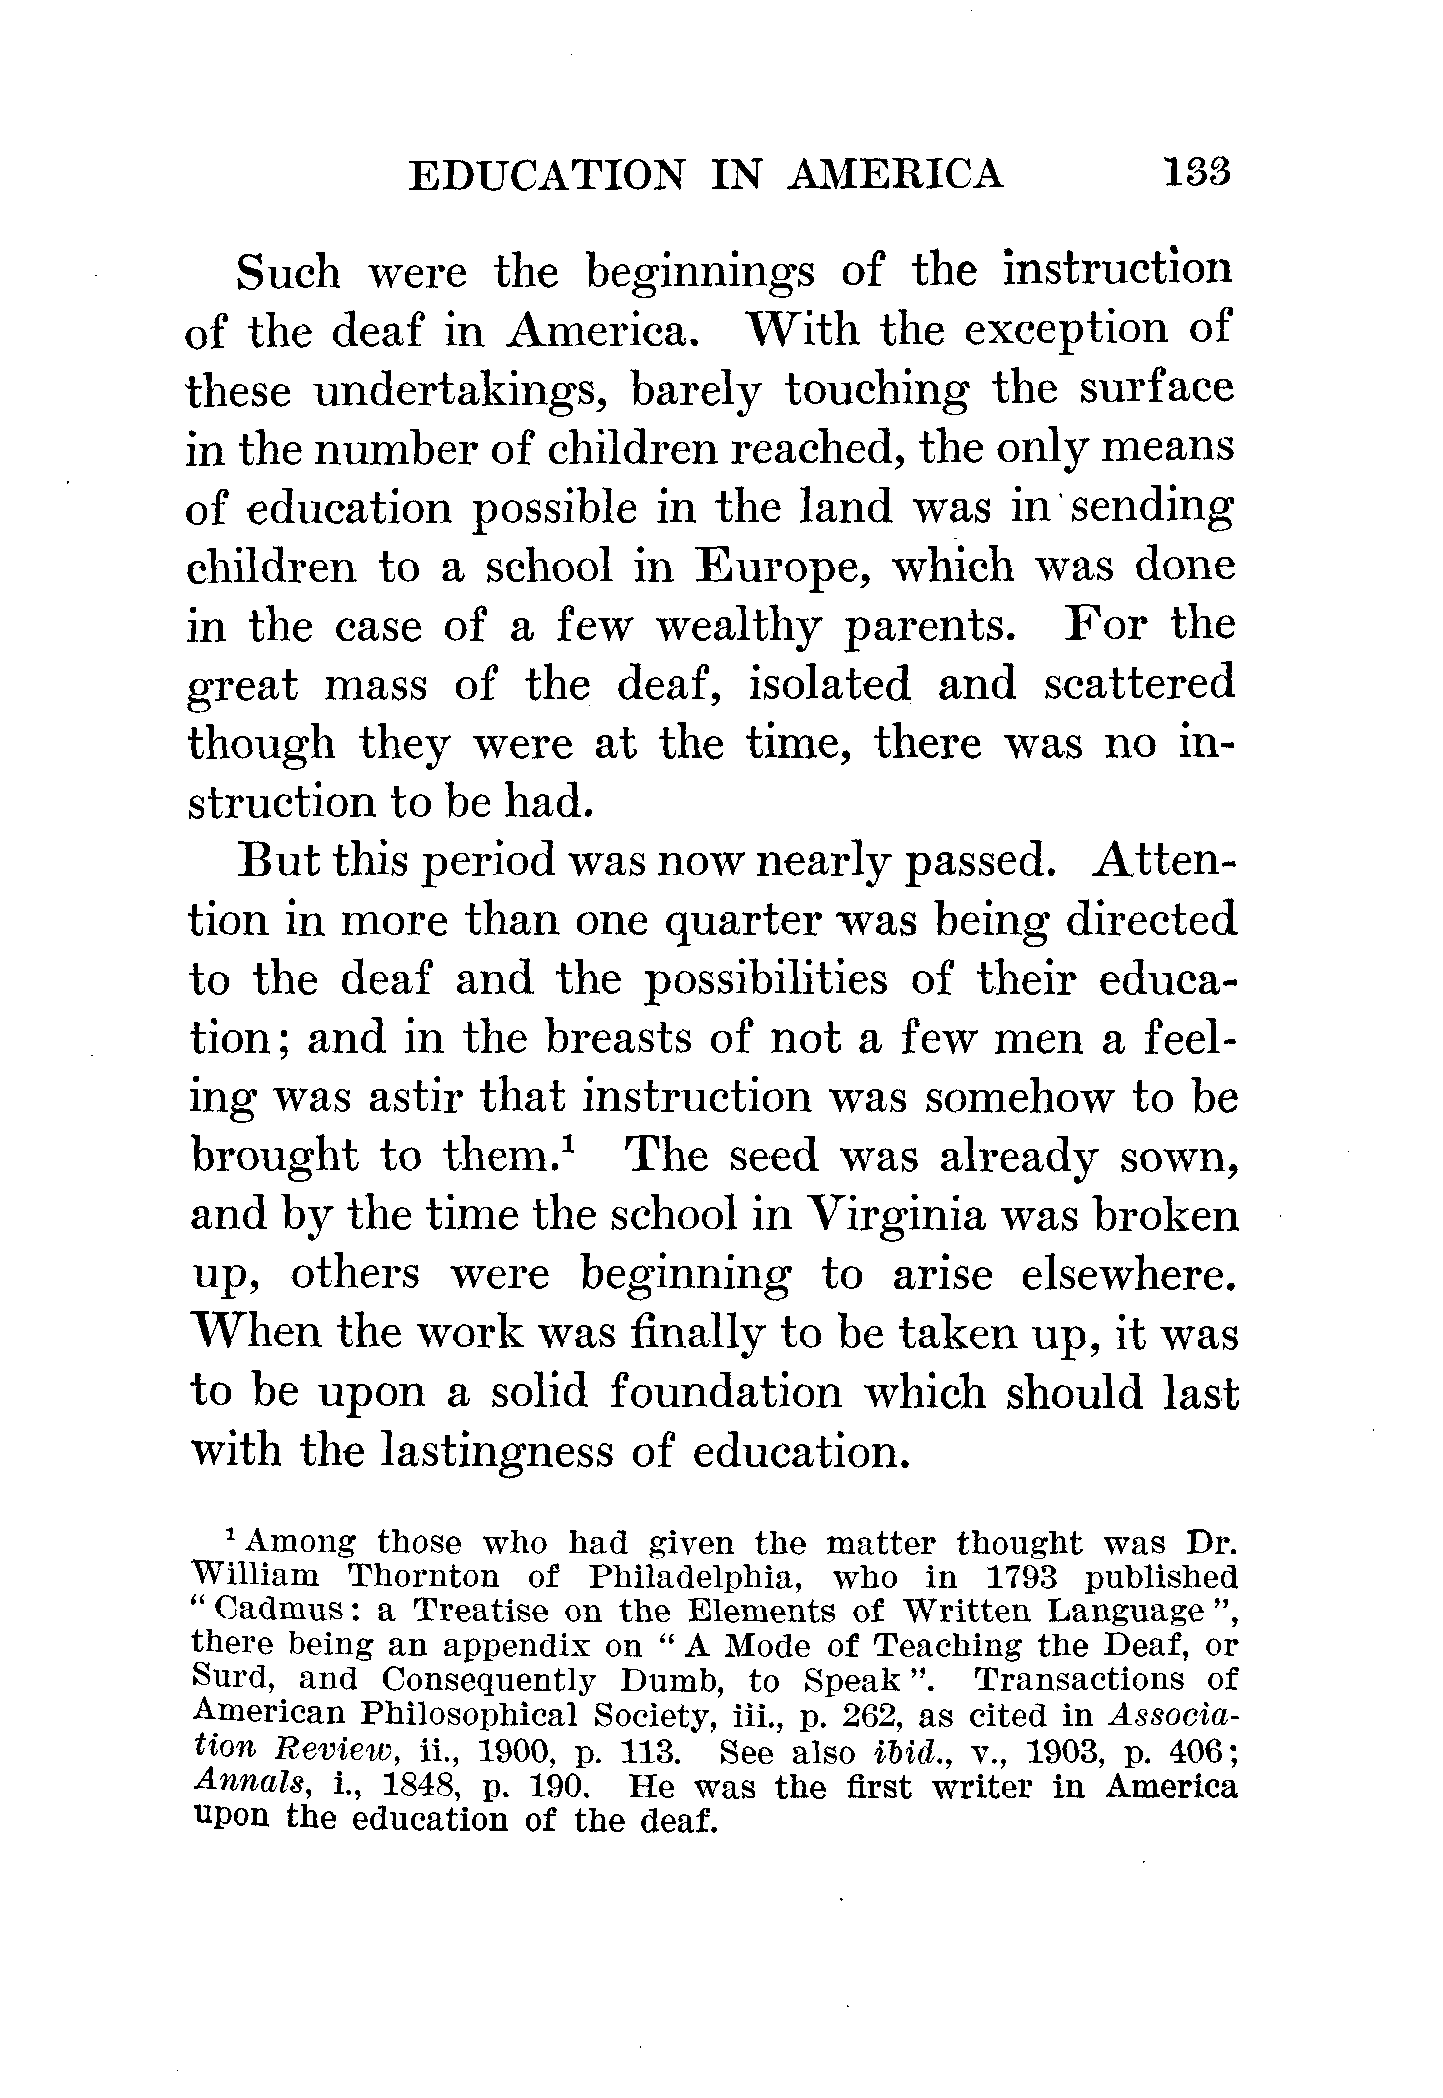 EDUCATION IN AMERICA 133
Such were the beginnings of the instruction
of the deaf in America. With the exception of
these undertakings, barely touching the surface
in the number of children reached, the only means
of education possible in the land was in sending
children to a school in Europe, which was done
in the case of a few wealthy parents. For the
great mass of the deaf, isolated and scattered
though they were at the time, there was no in-
struction to be had.
But this period was now nearly passed. Atten-
tion in more than one quarter was being directed
to the deaf and the possibilities of their educa-
tion; and in the breasts of not a few men a feel-
ing was astir that instruction was somehow to be
brought to them.¹ The seed was already sown,
and by the time the school in Virginia was broken
up, others were beginning to arise elsewhere.
When the work was finally to be taken up, it was
to be upon a solid foundation which should last
with the lastingness of education.
¹ Among those who had given the matter thought was Dr.
William Thornton of Philadelphia, who in 1793 published
“ Cadmus: a Treatise on the Elements of Written Language ”,
there being an appendix on “ A Mode of Teaching the Deaf, or
Surd, and Consequently Dumb, to Speak ”. Transactions of
American Philosophical Society, iii., p. 262, as cited in Associa-
tion Review, ii., 1900, p. 113. See also ibid., v., 1903, p. 406;
Annals, i., 1848, p. 190. He was the first writer in America
upon the education of the deaf.